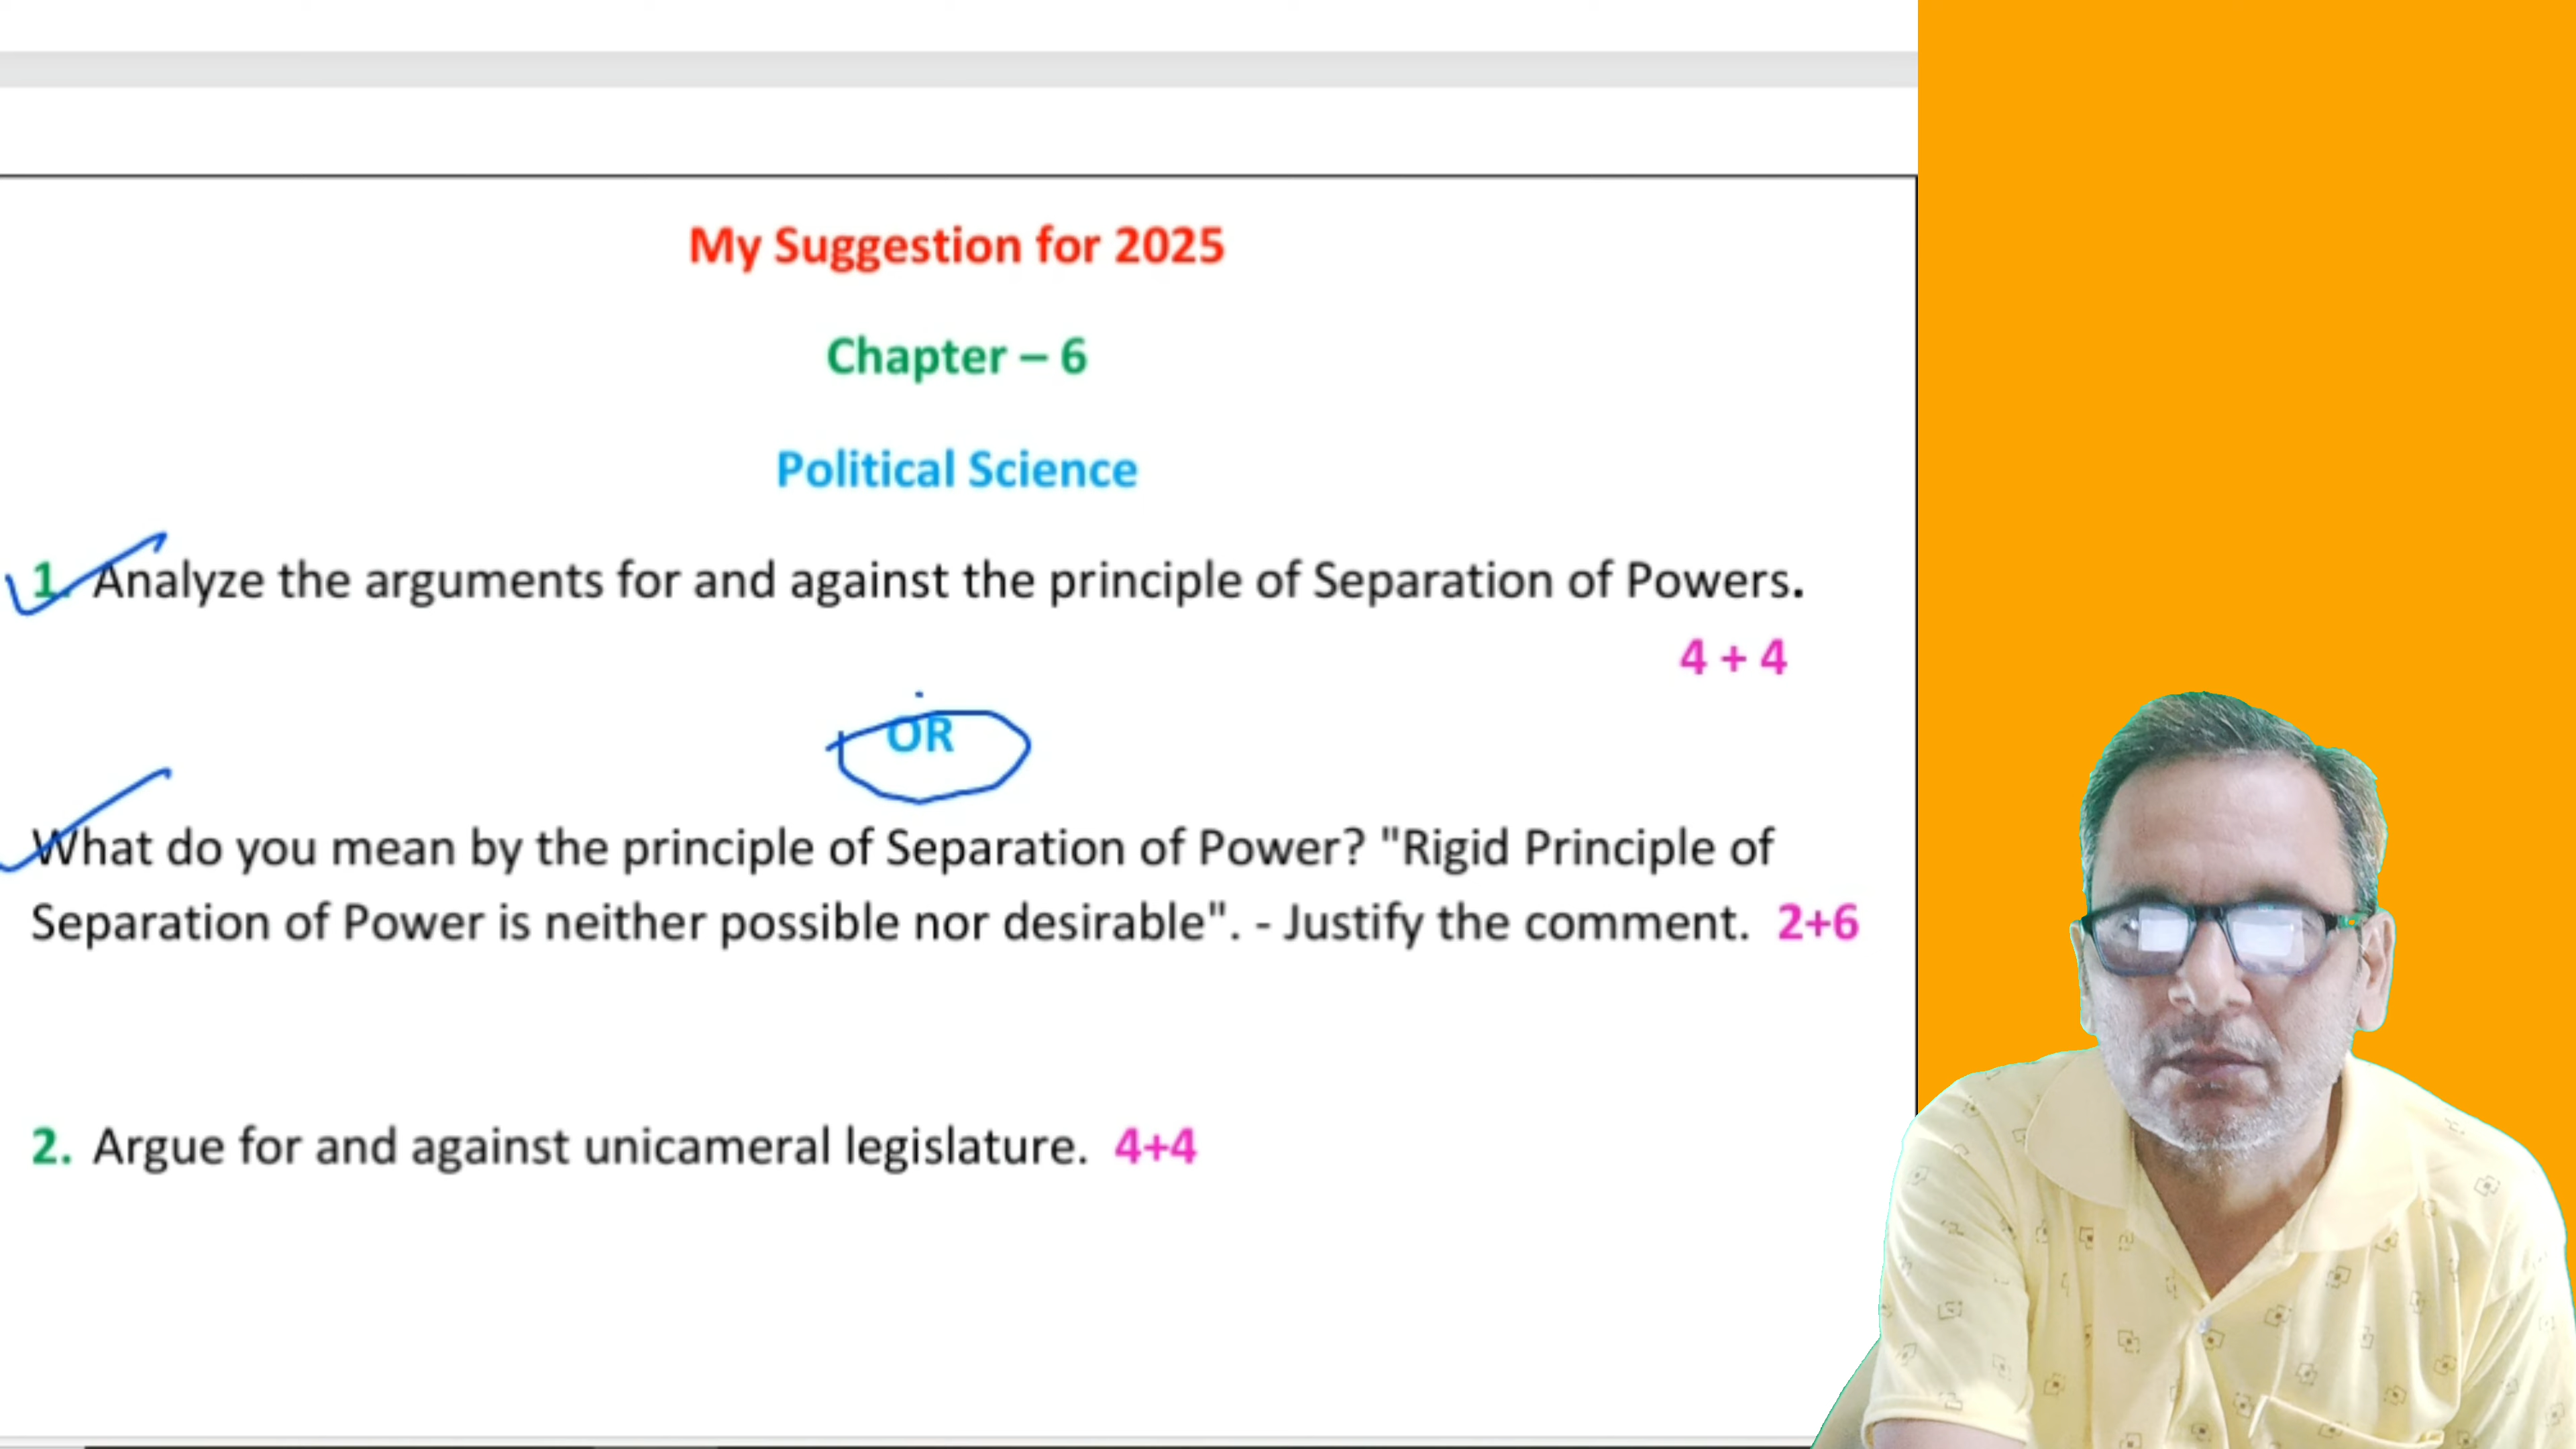 My Suggestion for 2025
Chapter – 6
Political Science
1. Analyze the arguments for and against the principle of Separation of Powers.
4 + 4
OR
What do you mean by the principle of Separation of Power? "Rigid Principle of
Separation of Power is neither possible nor desirable". - Justify the comment. 2+6
2. Argue for and against unicameral legislature. 4+4